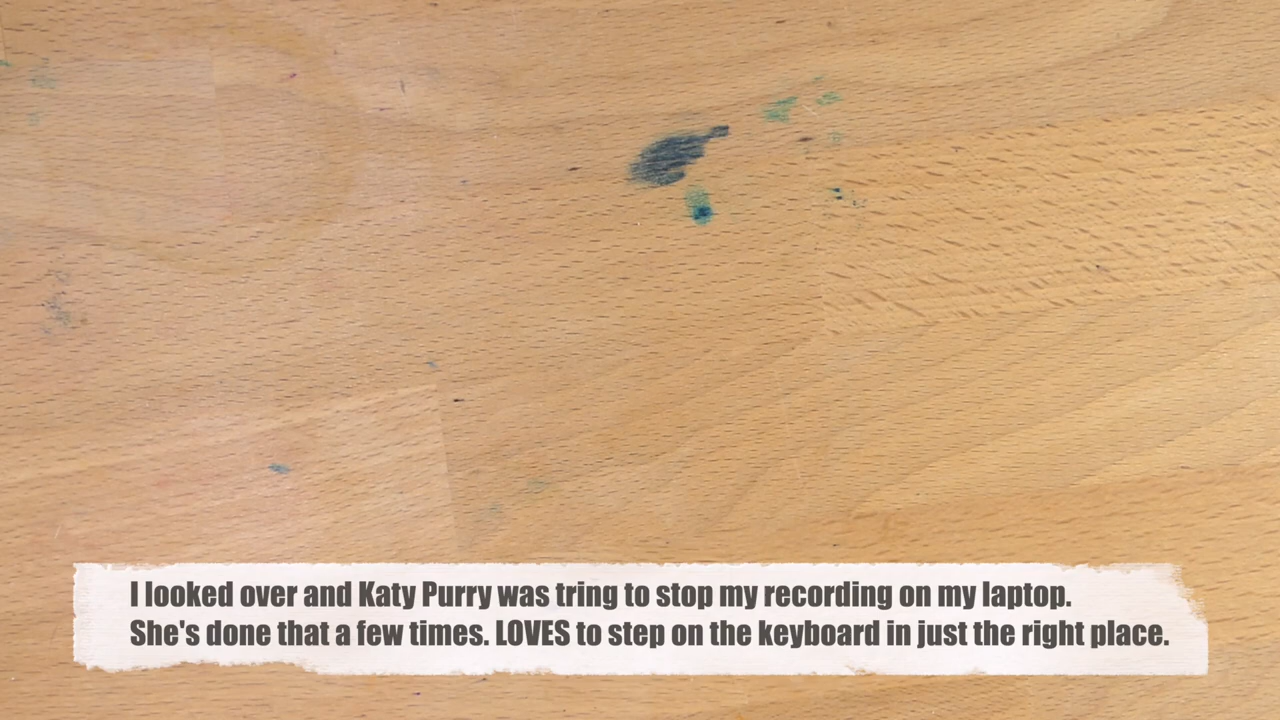 I looked over and Katy Purry was tring to stop my recording on my laptop.
She's done that a few times. LOVES to step on the keyboard in just the right place.